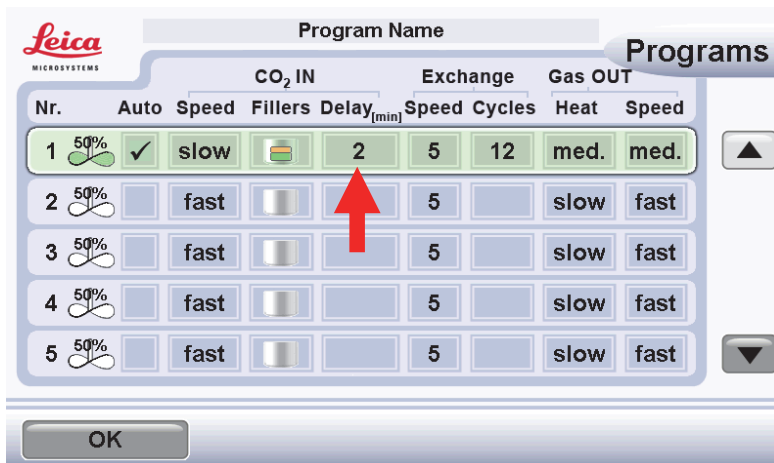 Leica
MICROSYSTEMS
Program Name
Programs
CO₂ IN Exchange Gas OUT
Nr. Auto Speed Fillers Delay[min] Speed Cycles Heat Speed
1 50% ✓ slow 2 5 12 med. med.
2 50% fast 5 slow fast
3 50% fast 5 slow fast
4 50% fast 5 slow fast
5 50% fast 5 slow fast
OK